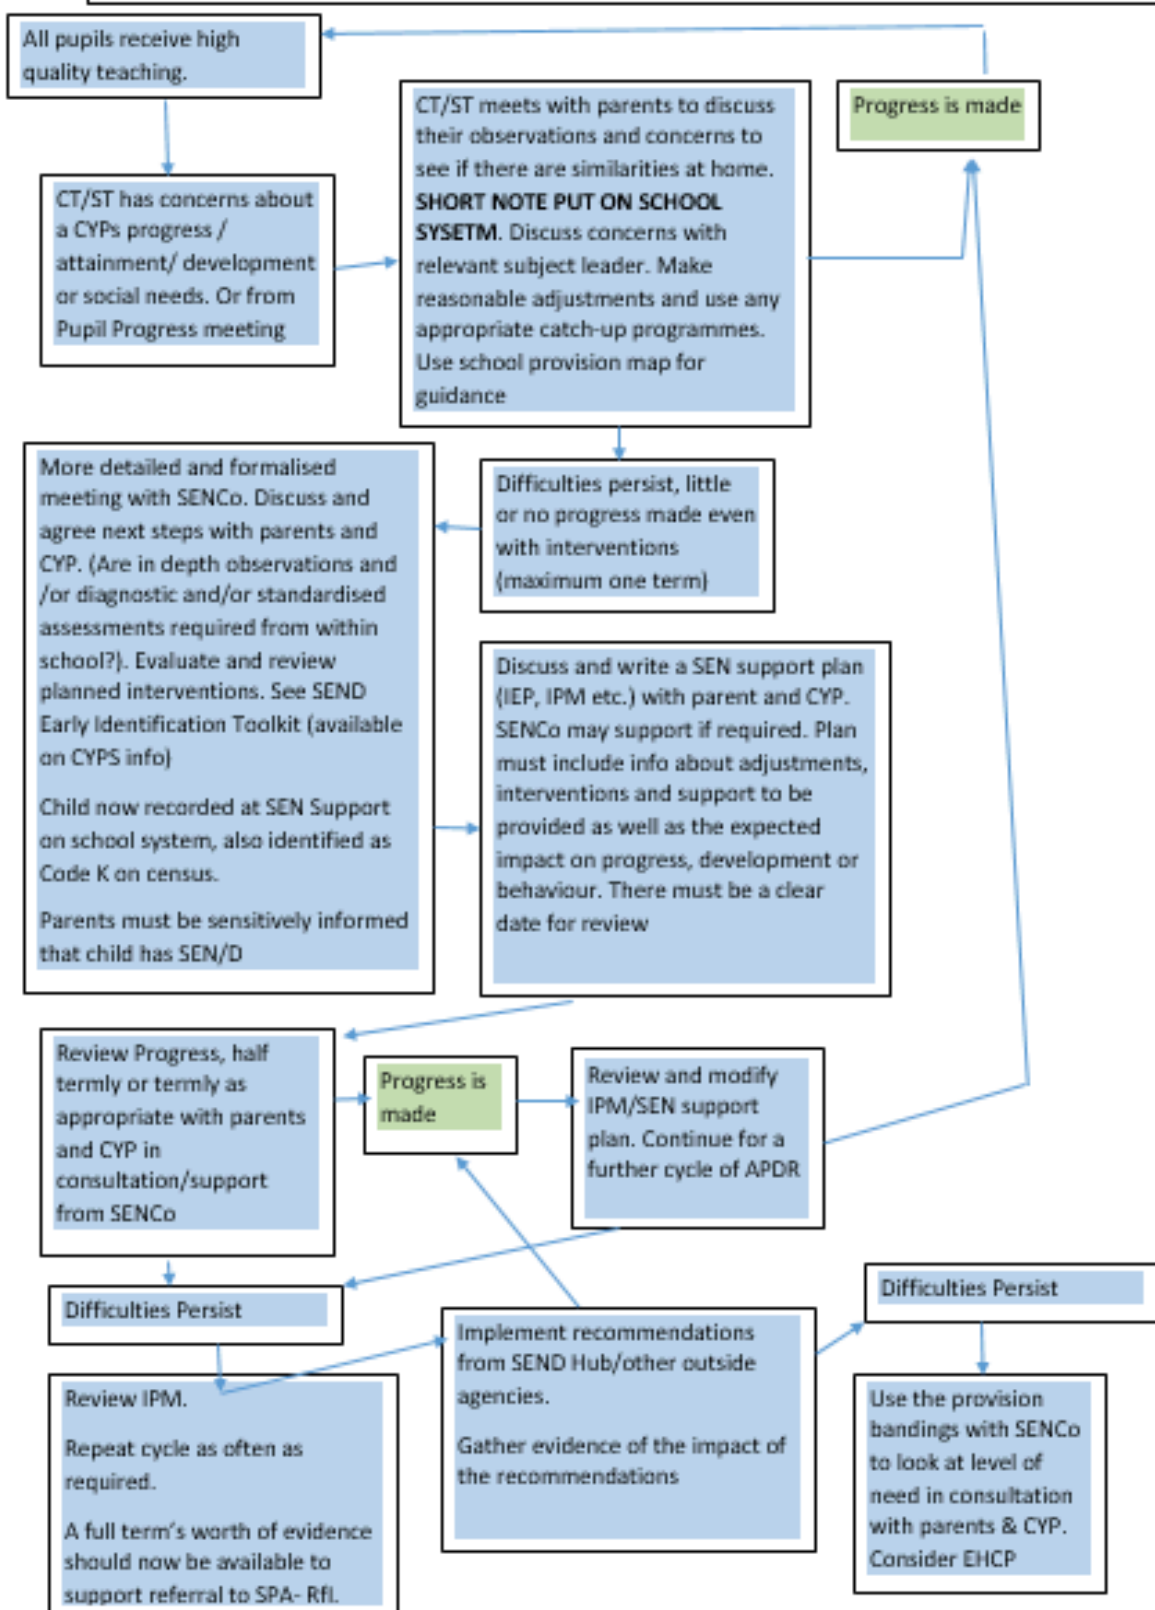 All pupils receive high
quality teaching.
CT/ST has concerns about
a CYPs progress /
attainment/ development
or social needs. Or from
Pupil Progress meeting
CT/ST meets with parents to discuss
their observations and concerns to
see if there are similarities at home.
SHORT NOTE PUT ON SCHOOL
SYSETM. Discuss concerns with
relevant subject leader. Make
reasonable adjustments and use any
appropriate catch-up programmes.
Use school provision map for
guidance
Progress is made
Difficulties persist, little
or no progress made even
with interventions
(maximum one term)
More detailed and formalised
meeting with SENCo. Discuss and
agree next steps with parents and
CYP. (Are in depth observations and
/or diagnostic and/or standardised
assessments required from within
school?). Evaluate and review
planned interventions. See SEND
Early Identification Toolkit (available
on CYPS info)
Child now recorded at SEN Support
on school system, also identified as
Code K on census.
Parents must be sensitively informed
that child has SEN/D
Discuss and write a SEN support plan
(IEP, IPM etc.) with parent and CYP.
SENCo may support if required. Plan
must include info about adjustments,
interventions and support to be
provided as well as the expected
impact on progress, development or
behaviour. There must be a clear
date for review
Review Progress, half
termly or termly as
appropriate with parents
and CYP in
consultation/support
from SENCo
Progress is
made
Review and modify
IPM/SEN support
plan. Continue for a
further cycle of APDR
Difficulties Persist
Review IPM.
Repeat cycle as often as
required.
A full term's worth of evidence
should now be available to
support referral to SPA- RfI.
Implement recommendations
from SEND Hub/other outside
agencies.
Gather evidence of the impact of
the recommendations
Difficulties Persist
Use the provision
bandings with SENCo
to look at level of
need in consultation
with parents & CYP.
Consider EHCP